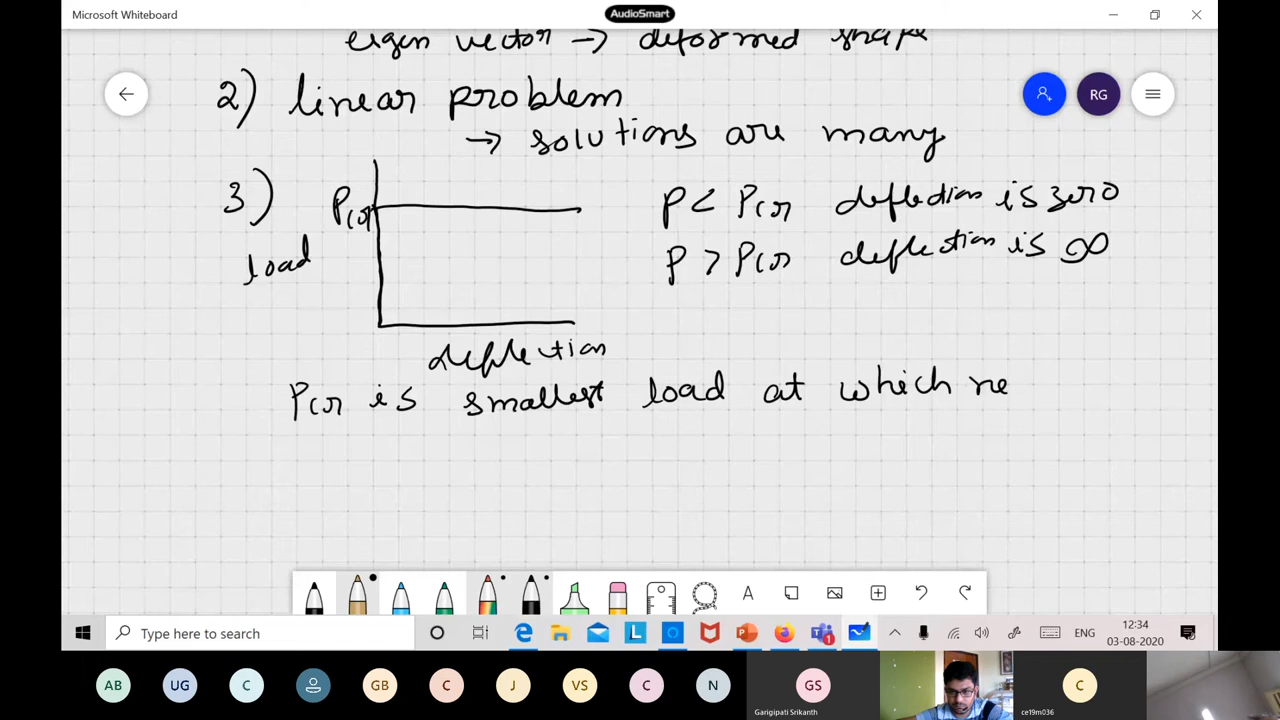 Microsoft Whiteboard
AudioSmart
eigen vector → deformed shape
2) linear problem
→ solutions are many
RG
3) Pcr
load
deflection
P < Pcr deflection is zero
P > Pcr deflection is ∞
Pcr is smallest load at which ne
A
Type here to search
L
1
ENG
12:34
03-08-2020
AB
UG
C
GB
C
J
VS
C
N
GS
Garigipati Srikanth
C
ce19m036